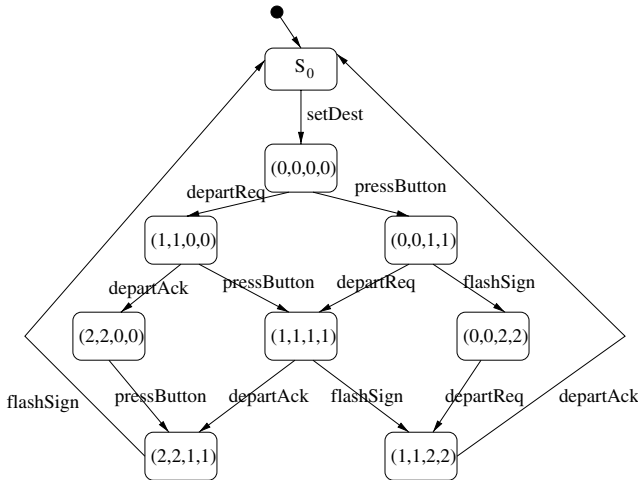 S0
setDest
(0,0,0,0)
departReq
pressButton
(1,1,0,0)
(0,0,1,1)
departAck
pressButton
departReq
flashSign
(2,2,0,0)
(1,1,1,1)
(0,0,2,2)
flashSign
pressButton
departAck
flashSign
departReq
departAck
(2,2,1,1)
(1,1,2,2)